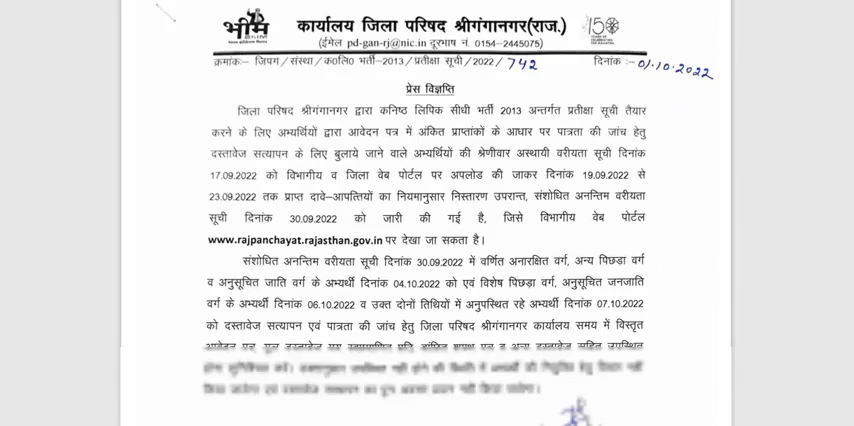 भीम
कार्यालय जिला परिषद श्रीगंगानगर(राज.)
(ईमेल pd-gan-rj@nic.in दूरभाष नं. 0154-2445075)
क्रमांकः– जिपग/संस्था/क0लि0 भर्ती–2013/प्रतीक्षा सूची/2022/742 दिनांक :–01.10.2022
प्रेस विज्ञप्ति
जिला परिषद श्रीगंगानगर द्वारा कनिष्ठ लिपिक सीधी भर्ती 2013 अन्तर्गत प्रतीक्षा सूची तैयार
करने के लिए अभ्यर्थियों द्वारा आवेदन पत्र में अंकित प्राप्तांकों के आधार पर पात्रता की जांच हेतु
दस्तावेज सत्यापन के लिए बुलाये जाने वाले अभ्यर्थियों की श्रेणीवार अस्थायी वरीयता सूची दिनांक
17.09.2022 को विभागीय व जिला वेब पोर्टल पर अपलोड की जाकर दिनांक 19.09.2022 से
23.09.2022 तक प्राप्त दावे–आपत्तियों का नियमानुसार निस्तारण उपरान्त, संशोधित अनन्तिम वरीयता
सूची दिनांक 30.09.2022 को जारी की गई है, जिसे विभागीय वेब पोर्टल
www.rajpanchayat.rajasthan.gov.in पर देखा जा सकता है।
संशोधित अनन्तिम वरीयता सूची दिनांक 30.09.2022 में वर्णित अनारक्षित वर्ग, अन्य पिछड़ा वर्ग
व अनुसूचित जाति वर्ग के अभ्यर्थी दिनांक 04.10.2022 को एवं विशेष पिछड़ा वर्ग, अनुसूचित जनजाति
वर्ग के अभ्यर्थी दिनांक 06.10.2022 व उक्त दोनों तिथियों में अनुपस्थित रहे अभ्यर्थी दिनांक 07.10.2022
को दस्तावेज सत्यापन एवं पात्रता की जांच हेतु जिला परिषद श्रीगंगानगर कार्यालय समय में विस्तृत